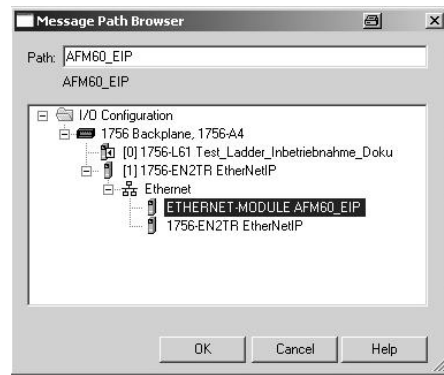 Message Path Browser
Path: AFM60_EIP
AFM60_EIP
I/O Configuration
1756 Backplane, 1756-A4
[0] 1756-L61 Test_Ladder_Inbetriebnahme_Doku
[1] 1756-EN2TR EtherNetIP
Ethernet
ETHERNET-MODULE AFM60_EIP
1756-EN2TR EtherNetIP
OK Cancel Help